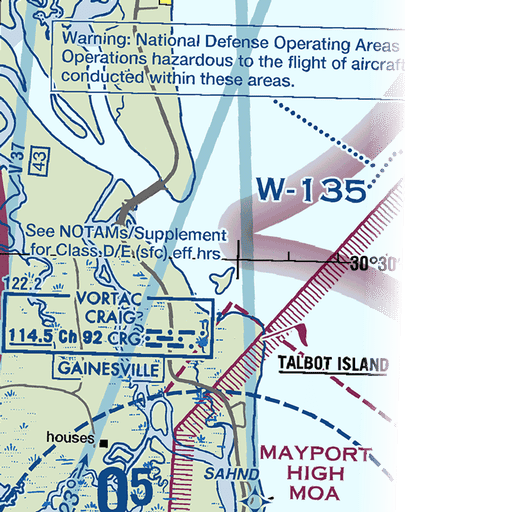 Warning: National Defense Operating Areas
Operations hazardous to the flight of aircraft
conducted within these areas.
V 37
43
W-135
See NOTAMs/Supplement
for Class D/E (sfc) eff hrs
30°30'
122.2
VORTAC
CRAIG
114.5 Ch 92 CRG
GAINESVILLE
TALBOT ISLAND
houses
MAYPORT
HIGH
MOA
SAHND
05